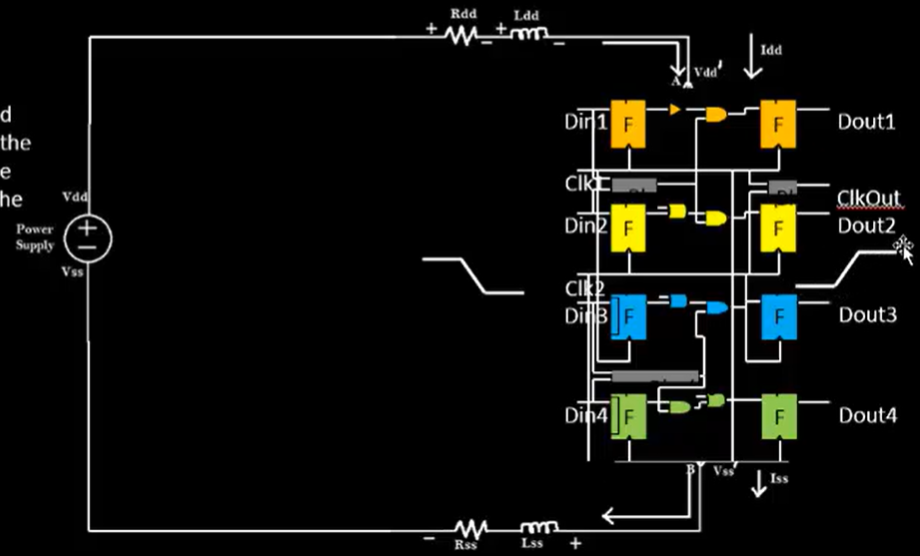 Rdd
Ldd
+ − + −
Idd
A Vdd'
d
the
e
he
Din1 F F Dout1
Clk1
ClkOut
Din2 F F Dout2
Vdd
Power
Supply
+
−
Vss
Clk2
Din3 F F Dout3
Din4 F F Dout4
B Vss'
Iss
− +
Rss
Lss